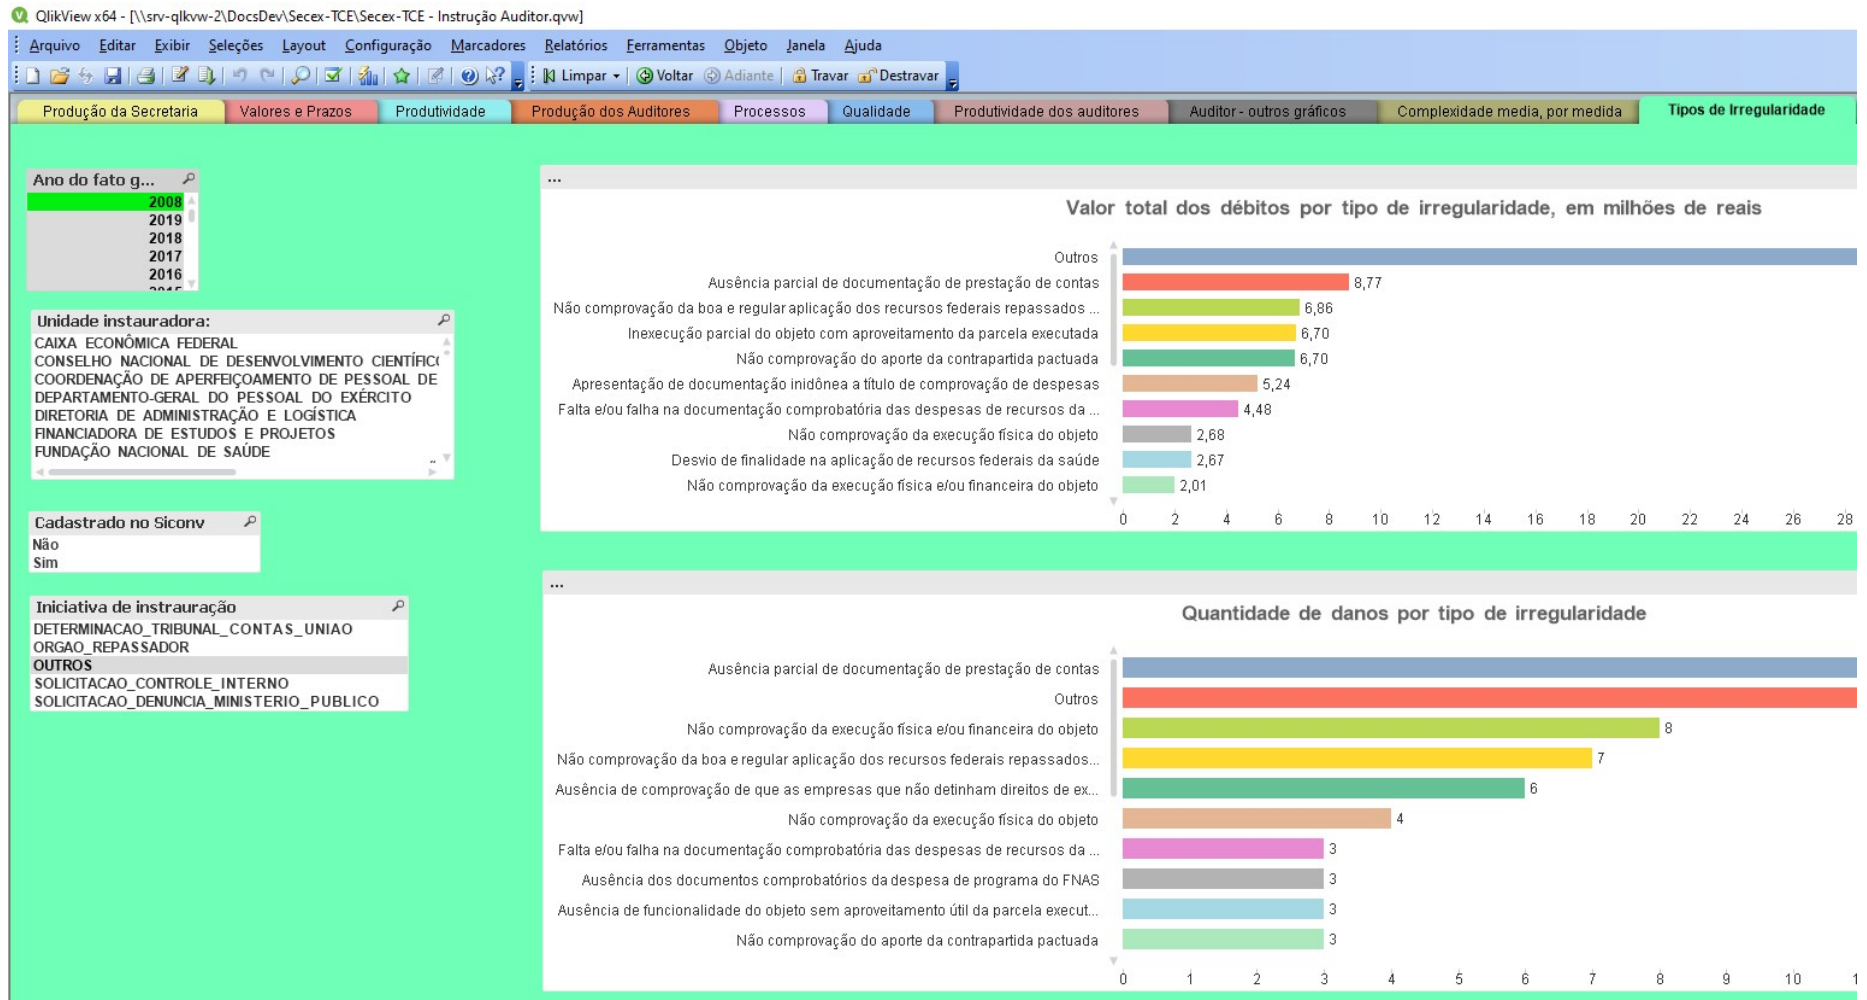 QlikView x64 - [\\srv-qlkvw-2\DocsDev\Secex-TCE\Secex-TCE - Instrução Auditor.qvw]
Arquivo Editar Exibir Seleções Layout Configuração Marcadores Relatórios Ferramentas Objeto Janela Ajuda
Limpar Voltar Adiante Travar Destravar
Produção da Secretaria Valores e Prazos Produtividade Produção dos Auditores Processos Qualidade Produtividade dos auditores Auditor - outros gráficos Complexidade media, por medida Tipos de Irregularidade
Ano do fato g...
2008
2019
2018
2017
2016
2015
Unidade instauradora:
CAIXA ECONÔMICA FEDERAL
CONSELHO NACIONAL DE DESENVOLVIMENTO CIENTÍFIC
COORDENAÇÃO DE APERFEIÇOAMENTO DE PESSOAL DE
DEPARTAMENTO-GERAL DO PESSOAL DO EXÉRCITO
DIRETORIA DE ADMINISTRAÇÃO E LOGÍSTICA
FINANCIADORA DE ESTUDOS E PROJETOS
FUNDAÇÃO NACIONAL DE SAÚDE
Cadastrado no Siconv
Não
Sim
Iniciativa de instrauração
DETERMINACAO_TRIBUNAL_CONTAS_UNIAO
ORGAO_REPASSADOR
OUTROS
SOLICITACAO_CONTROLE_INTERNO
SOLICITACAO_DENUNCIA_MINISTERIO_PUBLICO
...
Valor total dos débitos por tipo de irregularidade, em milhões de reais
Outros
Ausência parcial de documentação de prestação de contas 8,77
Não comprovação da boa e regular aplicação dos recursos federais repassados ... 6,86
Inexecução parcial do objeto com aproveitamento da parcela executada 6,70
Não comprovação do aporte da contrapartida pactuada 6,70
Apresentação de documentação inidônea a título de comprovação de despesas 5,24
Falta e/ou falha na documentação comprobatória das despesas de recursos da ... 4,48
Não comprovação da execução física do objeto 2,68
Desvio de finalidade na aplicação de recursos federais da saúde 2,67
Não comprovação da execução física e/ou financeira do objeto 2,01
0 2 4 6 8 10 12 14 16 18 20 22 24 26 28
...
Quantidade de danos por tipo de irregularidade
Ausência parcial de documentação de prestação de contas
Outros
Não comprovação da execução física e/ou financeira do objeto 8
Não comprovação da boa e regular aplicação dos recursos federais repassados... 7
Ausência de comprovação de que as empresas que não detinham direitos de ex... 6
Não comprovação da execução física do objeto 4
Falta e/ou falha na documentação comprobatória das despesas de recursos da ... 3
Ausência dos documentos comprobatórios da despesa de programa do FNAS 3
Ausência de funcionalidade do objeto sem aproveitamento útil da parcela execut... 3
Não comprovação do aporte da contrapartida pactuada 3
0 1 2 3 4 5 6 7 8 9 10 1